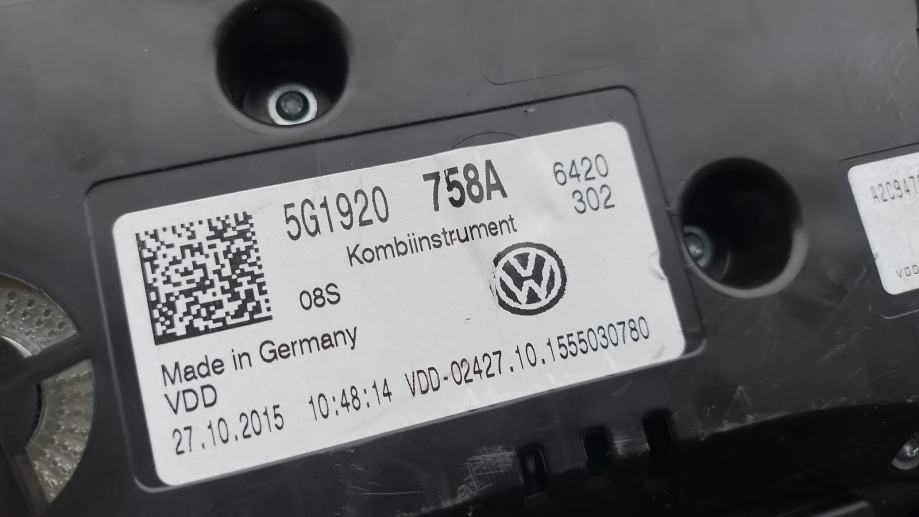 5G1920 758A 6420
302
Kombiinstrument
08S
Made in Germany
VDD
27.10.2015 10:48:14 VDD-02427.10.1555030780